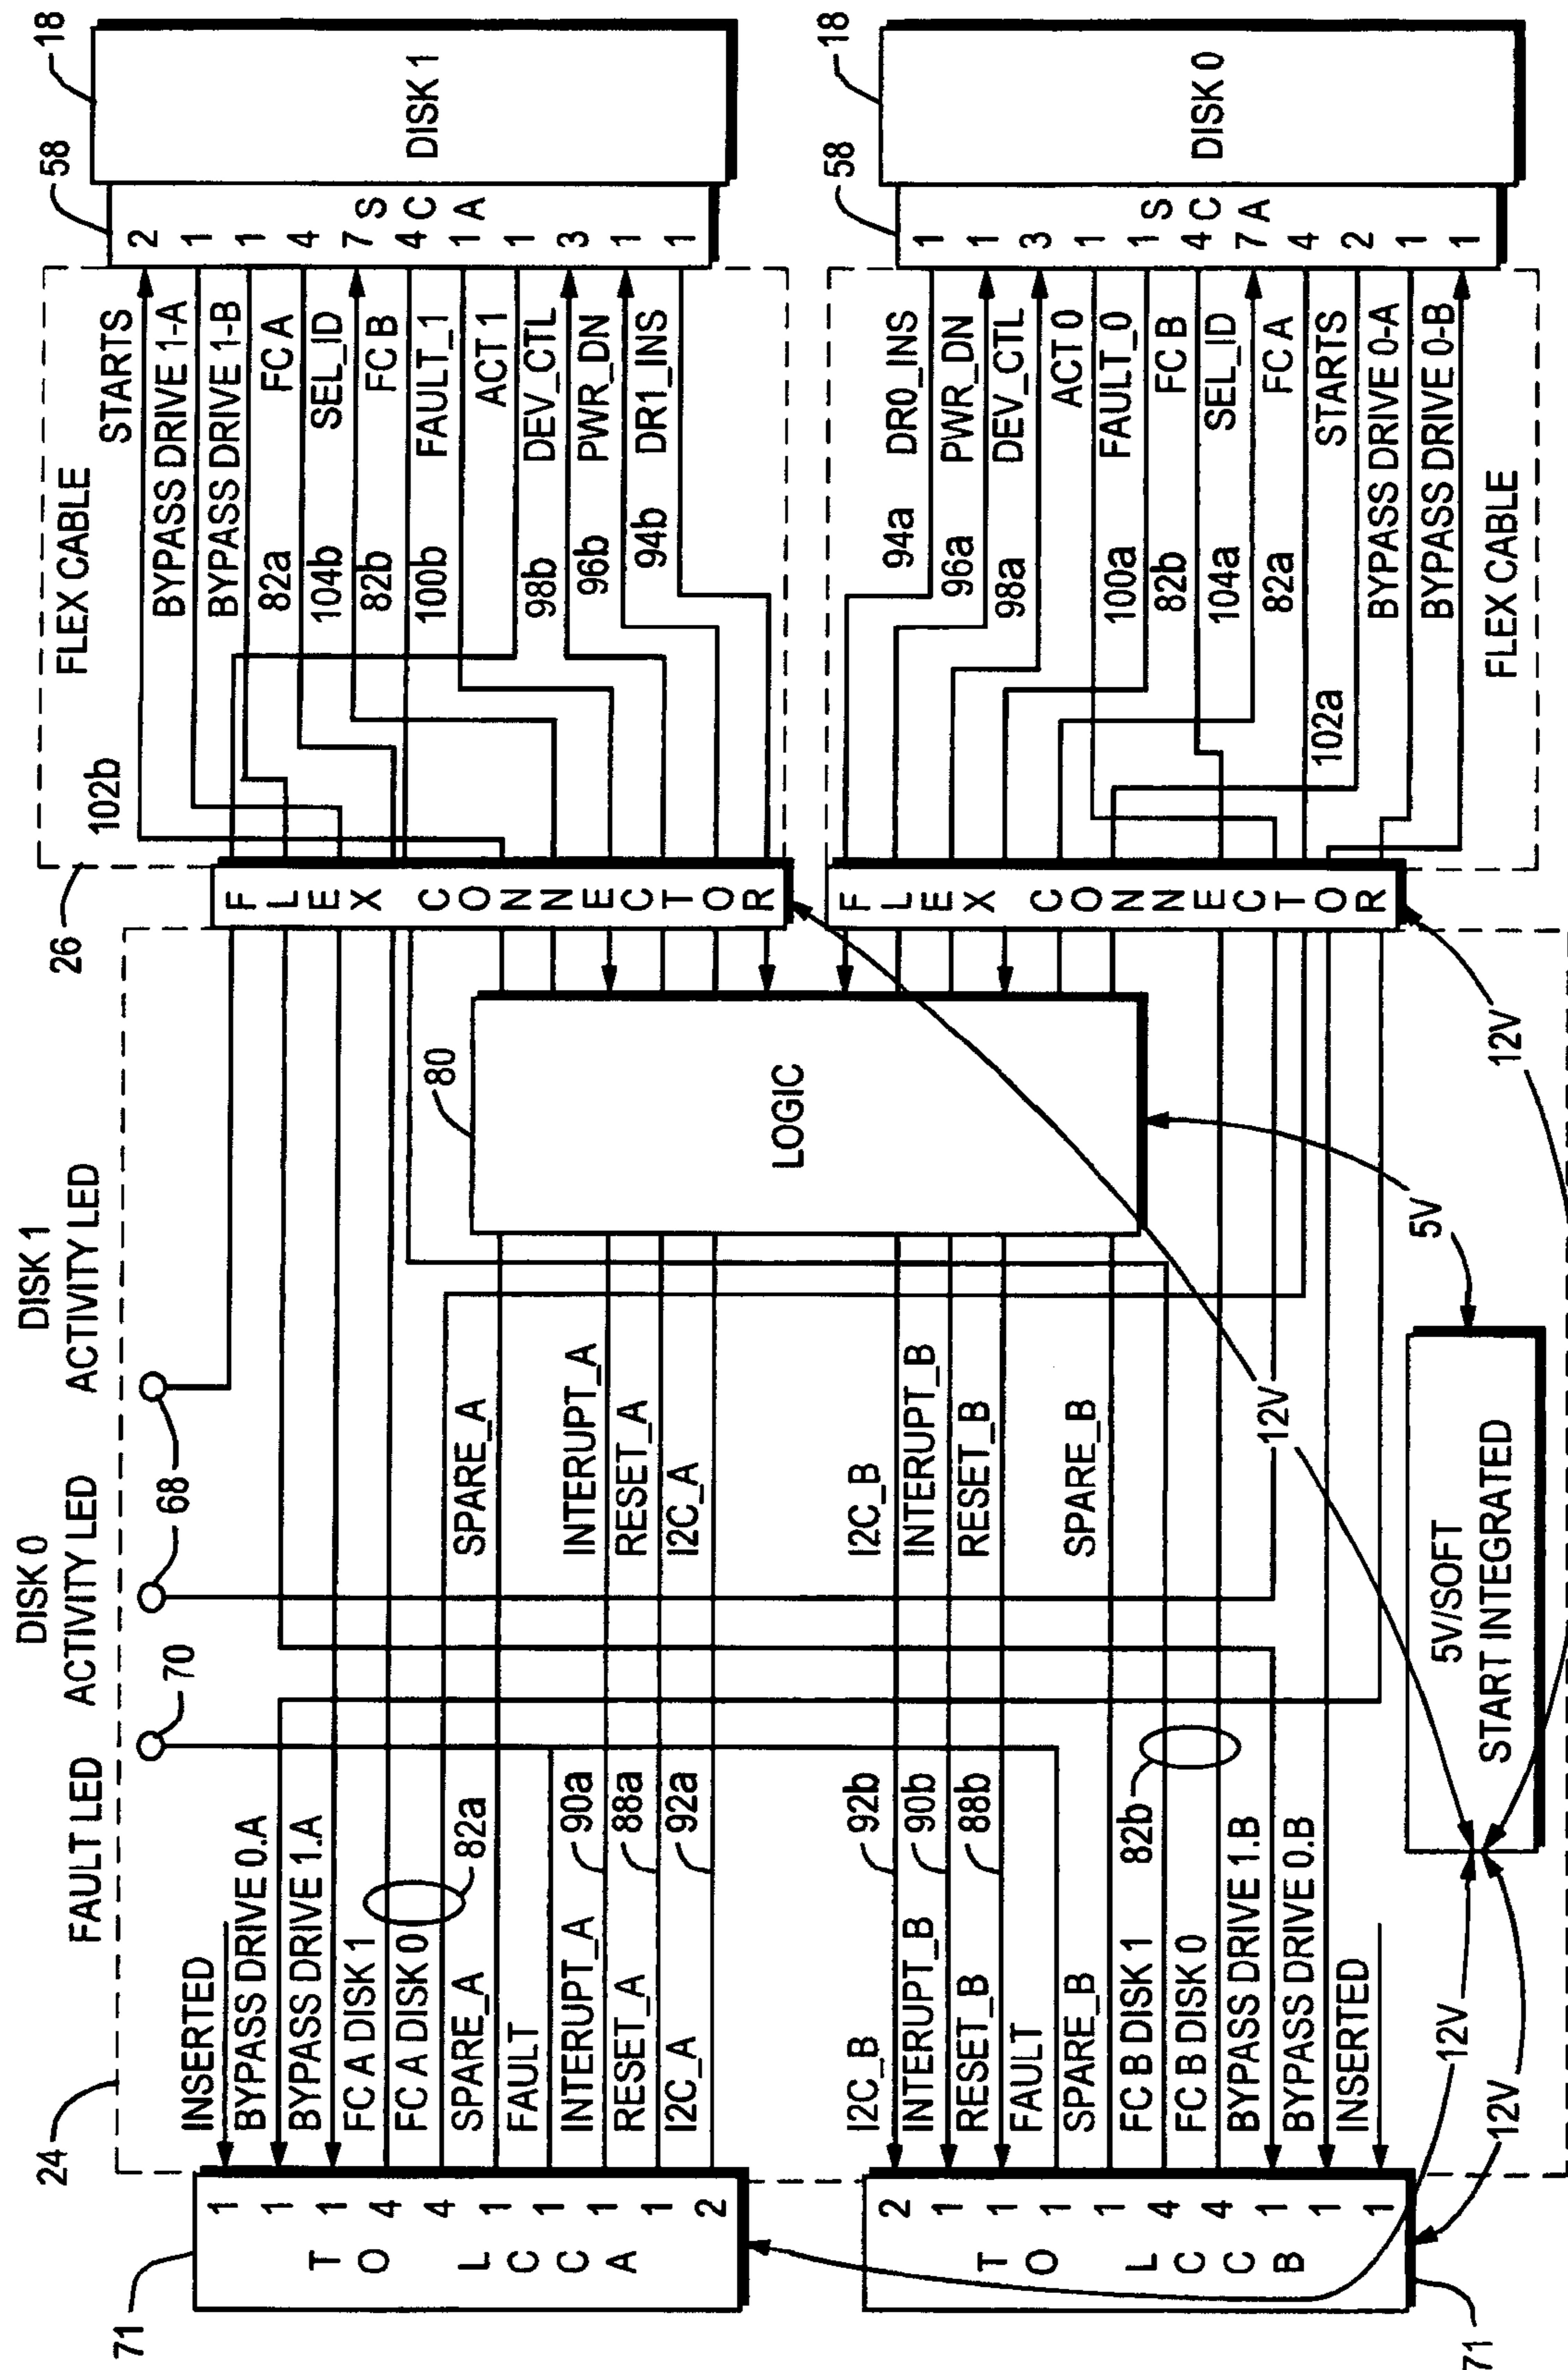 FAULT LED
DISK 0
ACTIVITY LED
DISK 1
ACTIVITY LED
70
68
24
26
71
TO LCC A
1
1
1
4
4
1
1
1
1
2
INSERTED
BYPASS DRIVE 0.A
BYPASS DRIVE 1.A
FC A DISK 1
FC A DISK 0
SPARE_A
FAULT
INTERRUPT_A
RESET_A
I2C_A
82a
90a
88a
92a
SPARE_A
INTERRUPT_A
RESET_A
I2C_A
71
TO LCC B
2
1
1
1
1
4
4
1
1
1
I2C_B
INTERRUPT_B
RESET_B
FAULT
SPARE_B
FC B DISK 1
FC B DISK 0
BYPASS DRIVE 1.B
BYPASS DRIVE 0.B
INSERTED
92b
90b
88b
82b
I2C_B
INTERRUPT_B
RESET_B
SPARE_B
80
LOGIC
5V/SOFT
START INTEGRATED
5V
12V
12V
12V
12V
FLEX CONNECTOR
FLEX CONNECTOR
FLEX CABLE
102b
STARTS
BYPASS DRIVE 1-A
BYPASS DRIVE 1-B
82a FC A
104b SEL_ID
82b FC B
100b FAULT_1
ACT 1
98b DEV_CTL
96b PWR_DN
94b DR1_INS
58
2
1
1
4
7
4
1
1
3
1
1
SCA
18
DISK 1
94a DR0_INS
96a PWR_DN
98a DEV_CTL
ACT 0
100a FAULT_0
82b FC B
104a SEL_ID
82a FC A
102a STARTS
BYPASS DRIVE 0-A
BYPASS DRIVE 0-B
FLEX CABLE
58
1
1
3
1
1
4
7
4
2
1
1
SCA
18
DISK 0